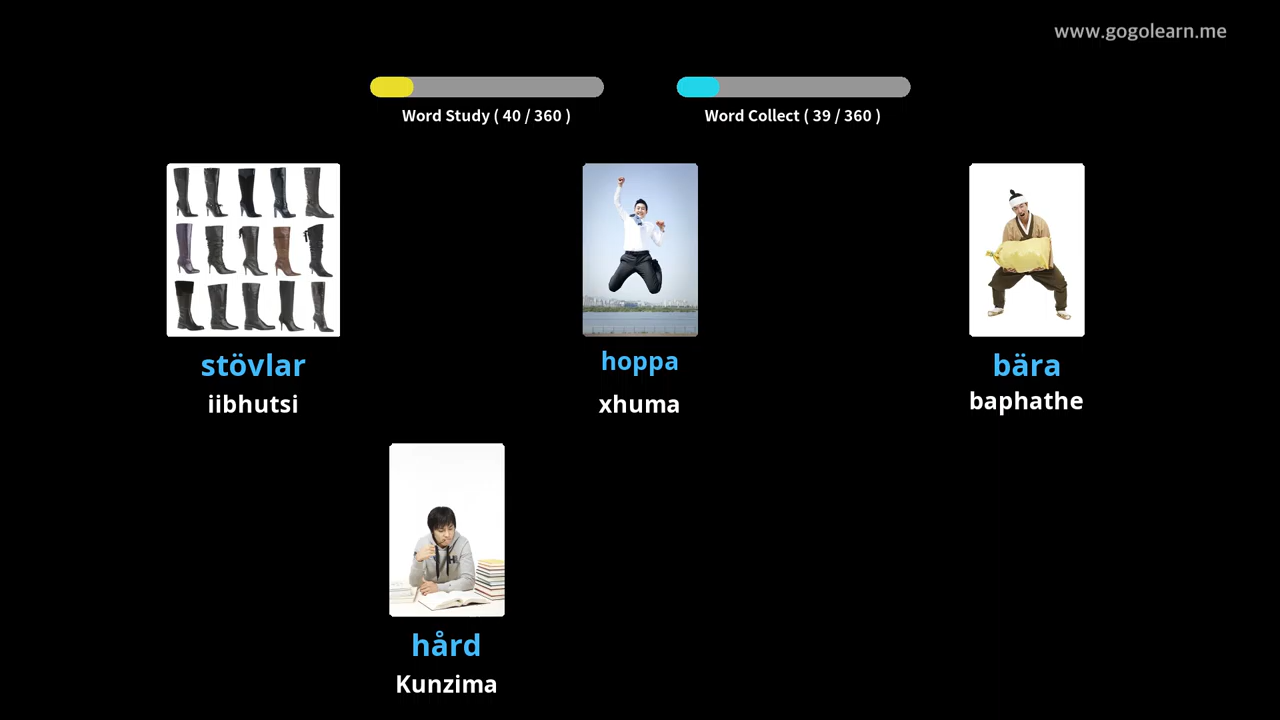 www.gogolearn.me
Word Study ( 40 / 360 )
Word Collect ( 39 / 360 )
stövlar
iibhutsi
hoppa
xhuma
bära
baphathe
hård
Kunzima